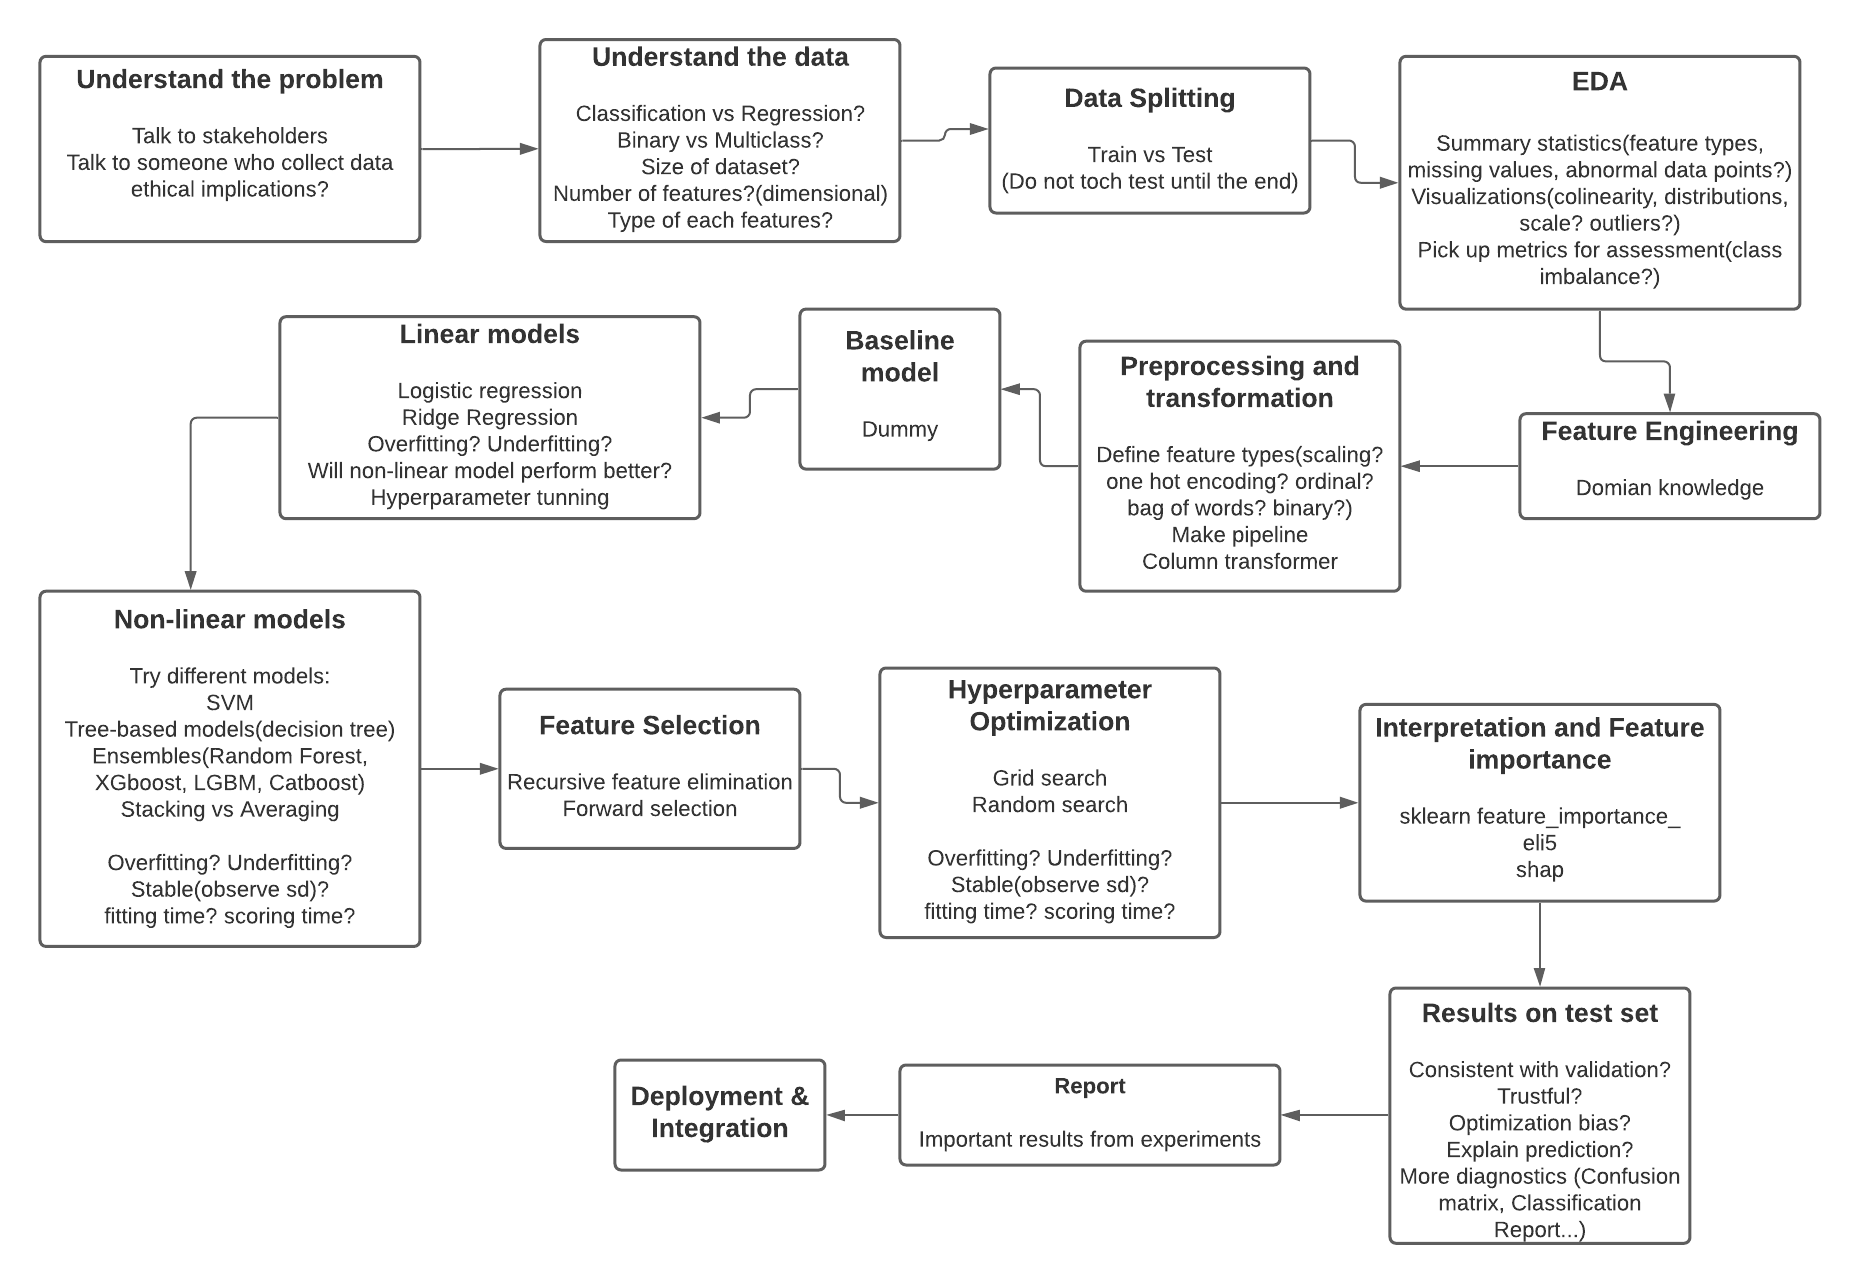 Understand the problem
Talk to stakeholders
Talk to someone who collect data
ethical implications?
Understand the data
Classification vs Regression?
Binary vs Multiclass?
Size of dataset?
Number of features?(dimensional)
Type of each features?
Data Splitting
Train vs Test
(Do not toch test until the end)
EDA
Summary statistics(feature types,
missing values, abnormal data points?)
Visualizations(colinearity, distributions,
scale? outliers?)
Pick up metrics for assessment(class
imbalance?)
Feature Engineering
Domian knowledge
Preprocessing and
transformation
Define feature types(scaling?
one hot encoding? ordinal?
bag of words? binary?)
Make pipeline
Column transformer
Baseline
model
Dummy
Linear models
Logistic regression
Ridge Regression
Overfitting? Underfitting?
Will non-linear model perform better?
Hyperparameter tunning
Non-linear models
Try different models:
SVM
Tree-based models(decision tree)
Ensembles(Random Forest,
XGboost, LGBM, Catboost)
Stacking vs Averaging
Overfitting? Underfitting?
Stable(observe sd)?
fitting time? scoring time?
Feature Selection
Recursive feature elimination
Forward selection
Hyperparameter
Optimization
Grid search
Random search
Overfitting? Underfitting?
Stable(observe sd)?
fitting time? scoring time?
Interpretation and Feature
importance
sklearn feature_importance_
eli5
shap
Results on test set
Consistent with validation?
Trustful?
Optimization bias?
Explain prediction?
More diagnostics (Confusion
matrix, Classification
Report...)
Report
Important results from experiments
Deployment &
Integration